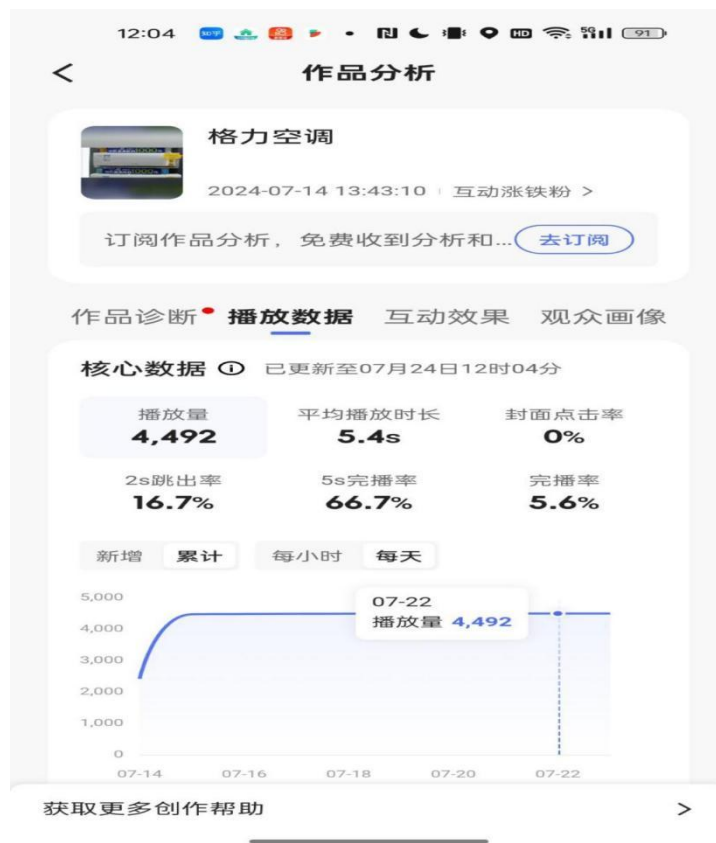 12:04 知乎 HD 5G 91
作品分析
格力空调
2024-07-14 13:43:10 互动涨铁粉 >
订阅作品分析，免费收到分析和... 去订阅
作品诊断 播放数据 互动效果 观众画像
核心数据 已更新至07月24日12时04分
播放量 平均播放时长 封面点击率
4,492 5.4s 0%
2s跳出率 5s完播率 完播率
16.7% 66.7% 5.6%
新增 累计 每小时 每天
5,000
07-22
播放量 4,492
4,000
3,000
2,000
1,000
0
07-14 07-16 07-18 07-20 07-22
获取更多创作帮助 >